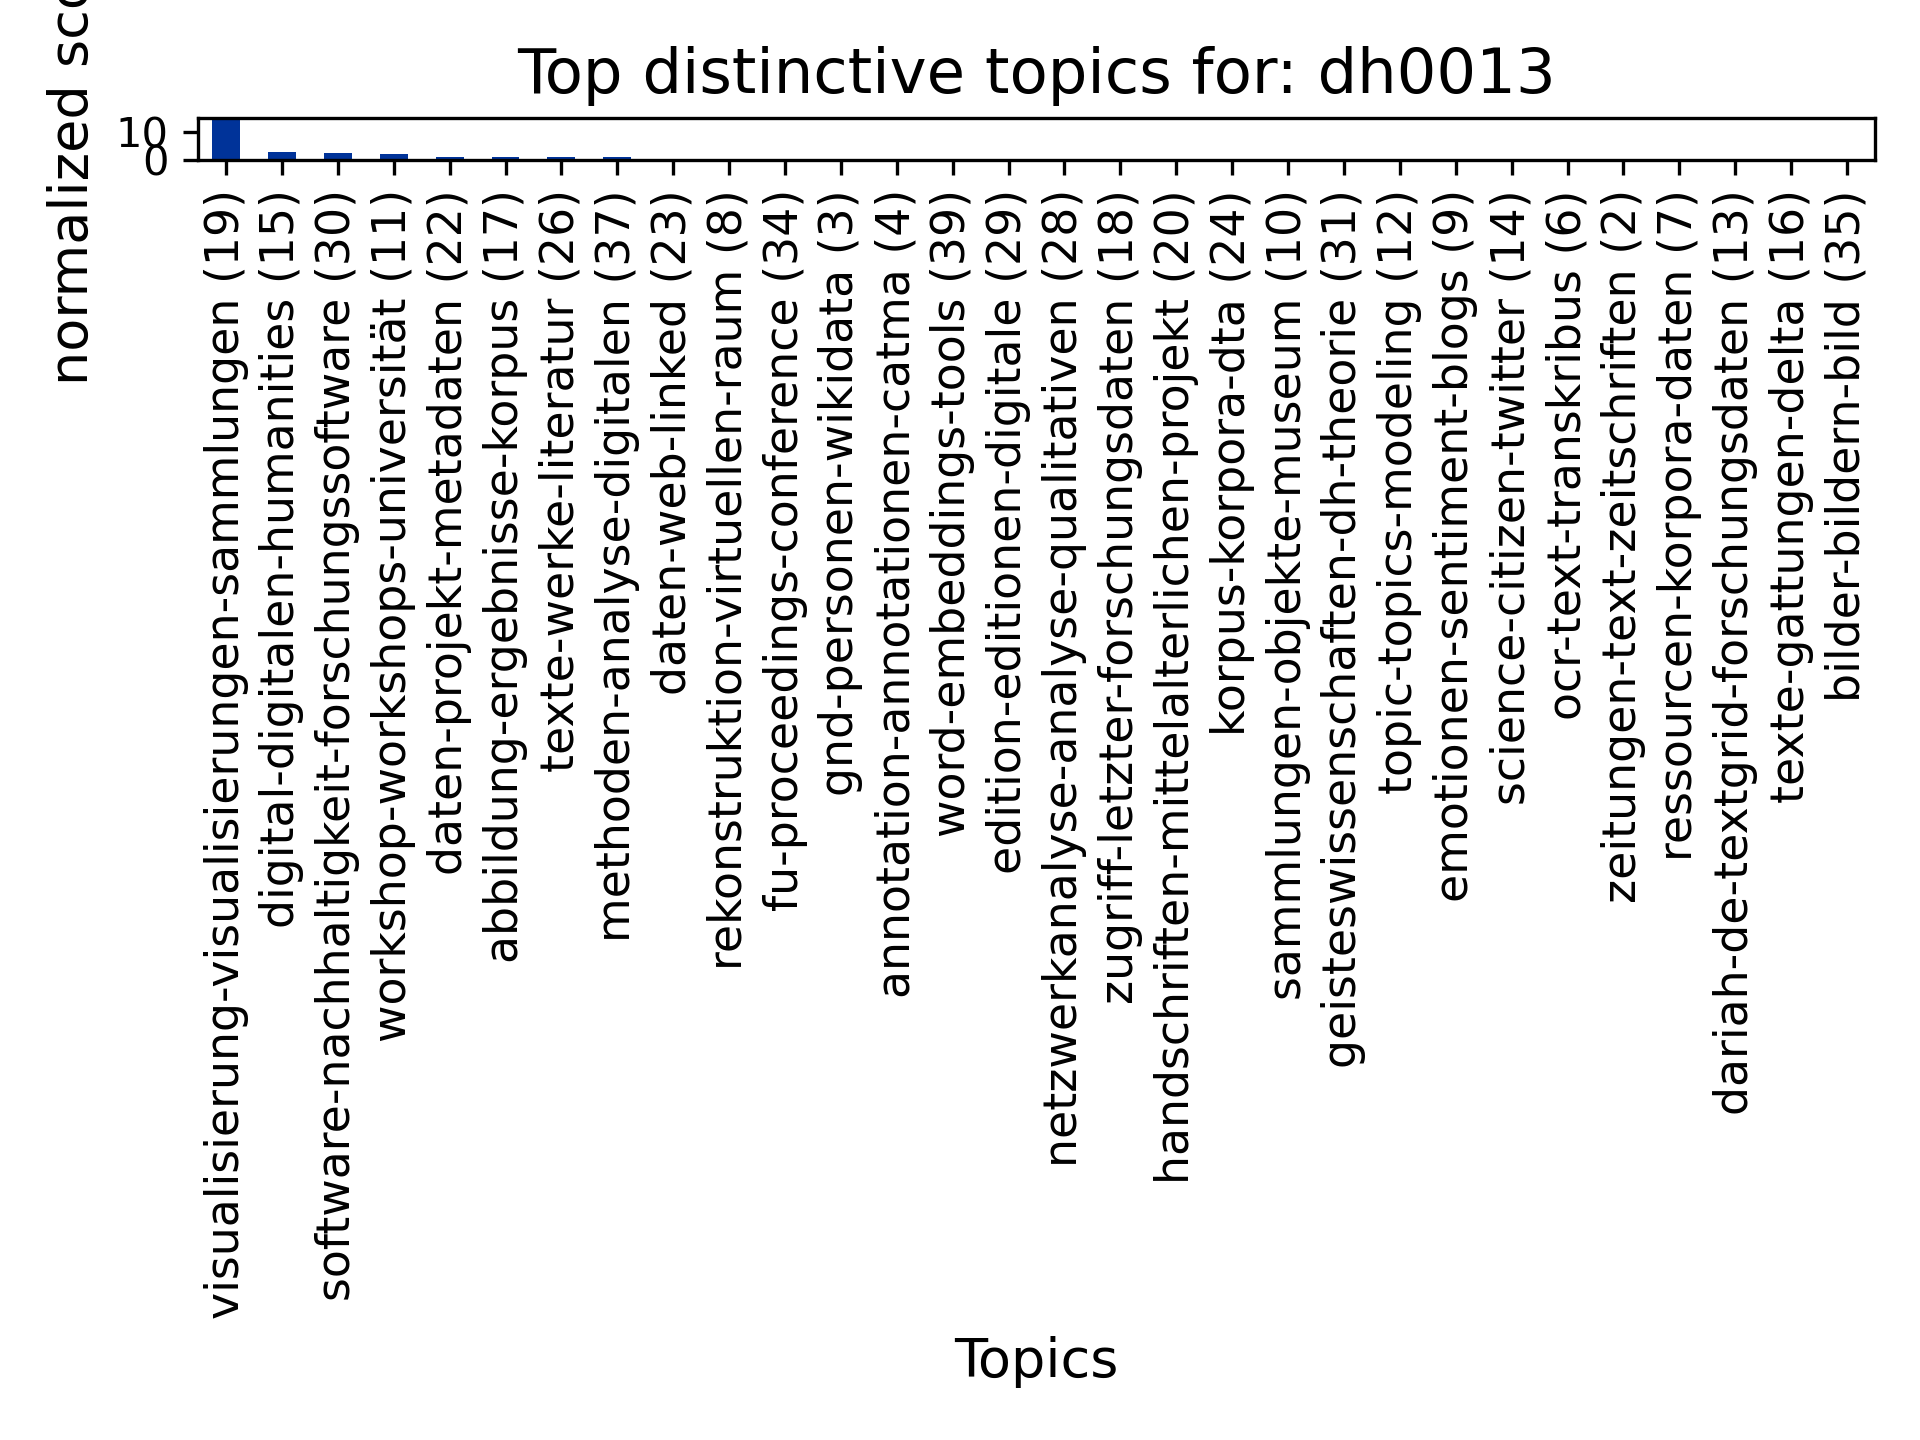 Top distinctive topics for: dh0013
normalized
10
0
visualisierung-visualisierungen-sammlungen (19)
digital-digitalen-humanities (15)
software-nachhaltigkeit-forschungssoftware (30)
workshop-workshops-universität (11)
daten-projekt-metadaten (22)
abbildung-ergebnisse-korpus (17)
texte-werke-literatur (26)
methoden-analyse-digitalen (37)
daten-web-linked (23)
rekonstruktion-virtuellen-raum (8)
fu-proceedings-conference (34)
gnd-personen-wikidata (3)
annotation-annotationen-catma (4)
word-embeddings-tools (39)
edition-editionen-digitale (29)
netzwerkanalyse-analyse-qualitativen (28)
zugriff-letzter-forschungsdaten (18)
handschriften-mittelalterlichen-projekt (20)
korpus-korpora-dta (24)
sammlungen-objekte-museum (10)
geisteswissenschaften-dh-theorie (31)
topic-topics-modeling (12)
emotionen-sentiment-blogs (9)
science-citizen-twitter (14)
ocr-text-transkribus (6)
zeitungen-text-zeitschriften (2)
ressourcen-korpora-daten (7)
dariah-de-textgrid-forschungsdaten (13)
texte-gattungen-delta (16)
bilder-bildern-bild (35)
Topics